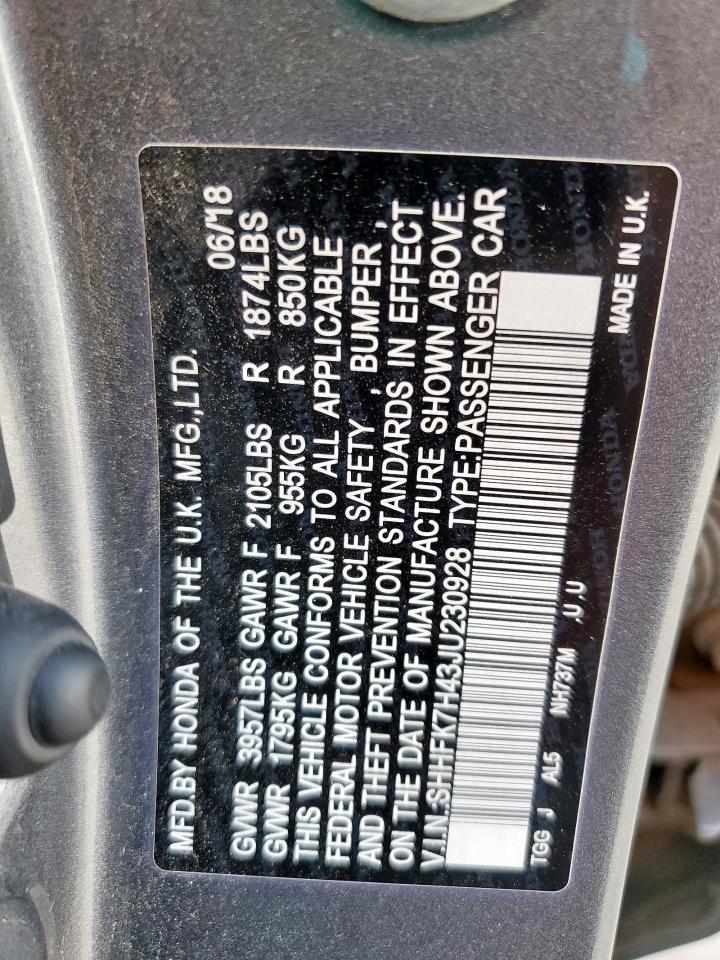 MFD.BY HONDA OF THE U.K. MFG.,LTD. 06/18
GVWR 3957LBS GAWR F 2105LBS R 1874LBS
GVWR 1795KG GAWR F 955KG R 850KG
THIS VEHICLE CONFORMS TO ALL APPLICABLE
FEDERAL MOTOR VEHICLE SAFETY , BUMPER ,
AND THEFT PREVENTION STANDARDS IN EFFECT
ON THE DATE OF MANUFACTURE SHOWN ABOVE.
V.I.N.:SHHFK7H43JU230928 TYPE:PASSENGER CAR
TGG J AL5 NH737M .U ,U MADE IN U.K.